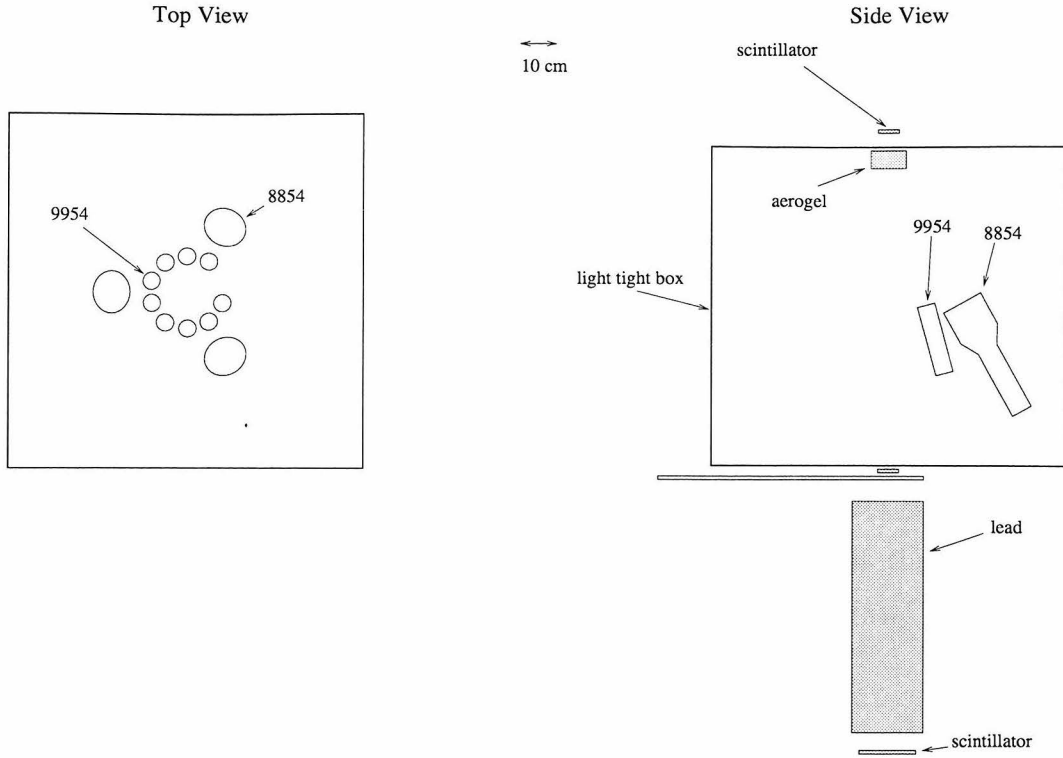 Top View
Side View
scintillator
10 cm
8854
9954
aerogel
9954
8854
light tight box
lead
scintillator